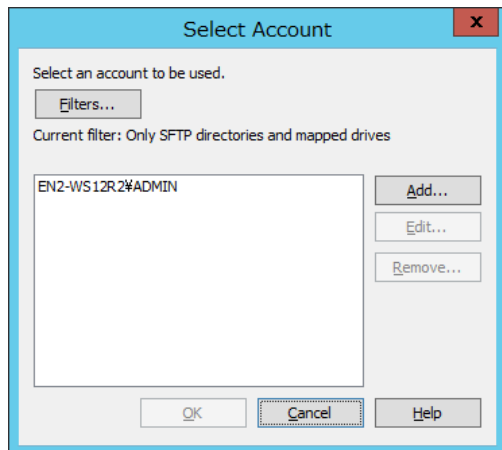 Select Account
x
Select an account to be used.
Filters...
Current filter: Only SFTP directories and mapped drives
EN2-WS12R2¥ADMIN
Add...
Edit...
Remove...
OK
Cancel
Help